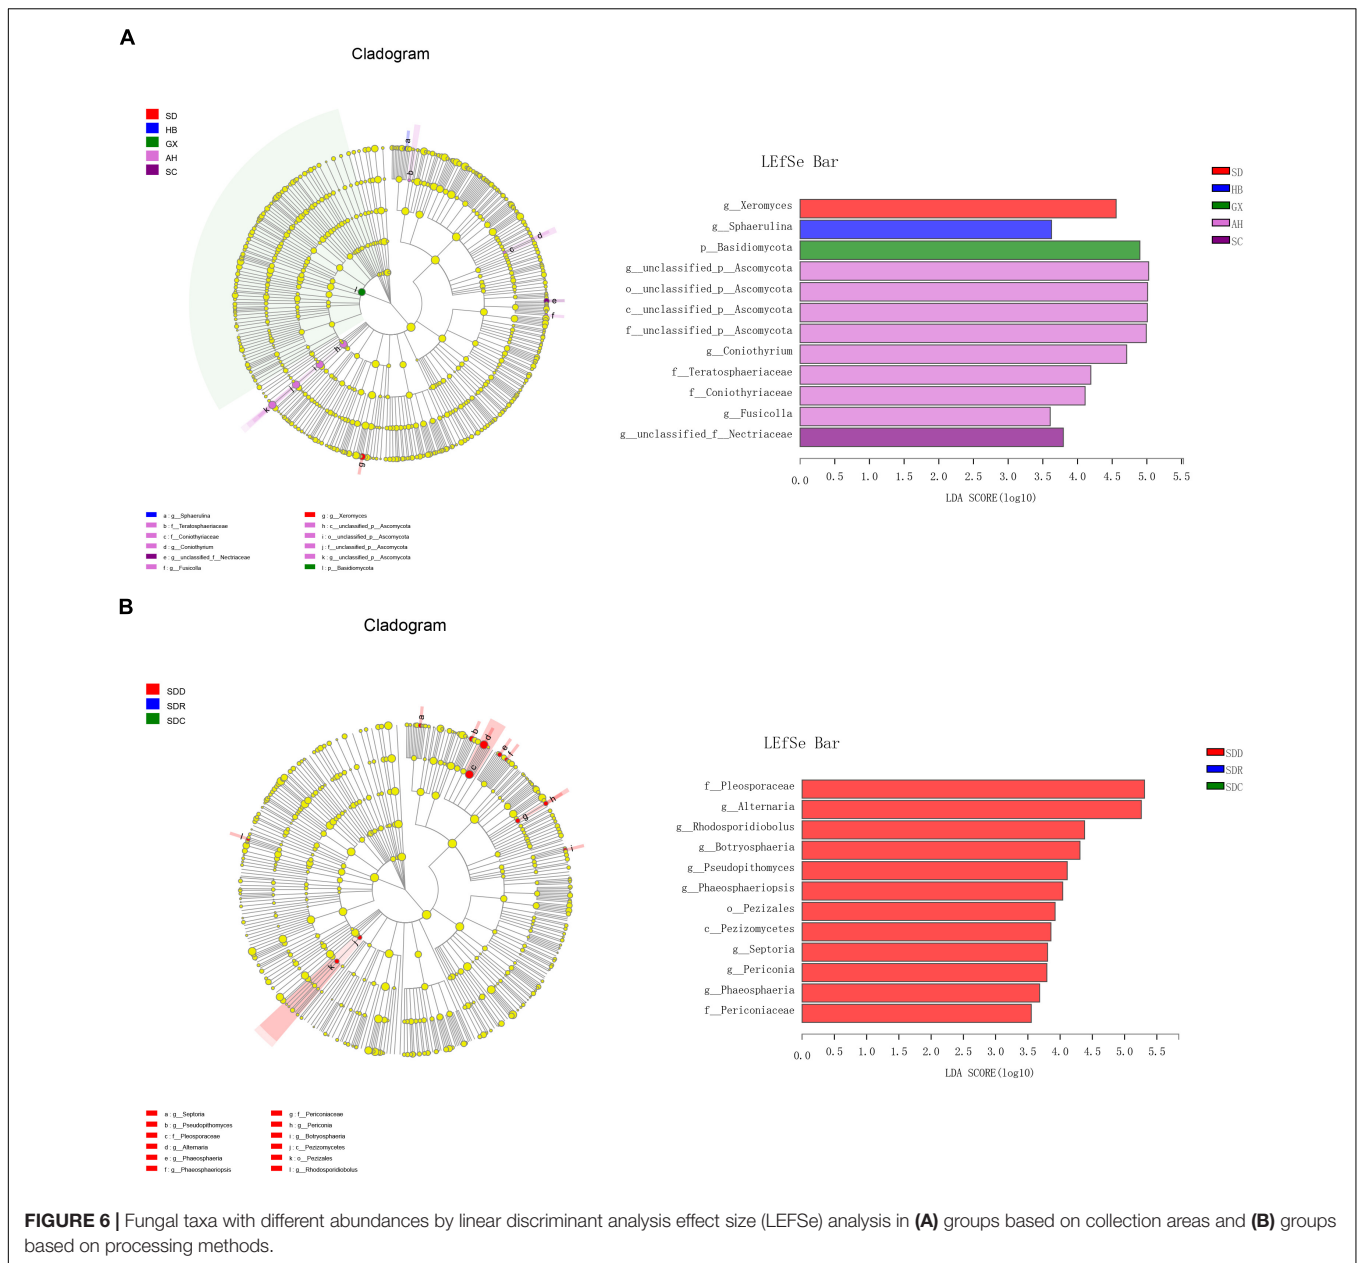 A
Cladogram
SD
HB
GX
AH
SC
a
b
c
d
e
f
g
h
i
j
k
l
a : g__Sphaerulina
b : f__Teratosphaeriaceae
c : f__Coniothyriaceae
d : g__Coniothyrium
e : g__unclassified_f__Nectriaceae
f : g__Fusicolla
g : g__Xeromyces
h : c__unclassified_p__Ascomycota
i : o__unclassified_p__Ascomycota
j : f__unclassified_p__Ascomycota
k : g__unclassified_p__Ascomycota
l : p__Basidiomycota
LEfSe Bar
g__Xeromyces
g__Sphaerulina
p__Basidiomycota
g__unclassified_p__Ascomycota
o__unclassified_p__Ascomycota
c__unclassified_p__Ascomycota
f__unclassified_p__Ascomycota
g__Coniothyrium
f__Teratosphaeriaceae
f__Coniothyriaceae
g__Fusicolla
g__unclassified_f__Nectriaceae
0.0 0.5 1.0 1.5 2.0 2.5 3.0 3.5 4.0 4.5 5.0 5.5
LDA SCORE(log10)
SD
HB
GX
AH
SC
B
Cladogram
SDD
SDR
SDC
a
b
c
d
e
f
g
h
i
j
k
l
a : g__Septoria
b : g__Pseudopithomyces
c : f__Pleosporaceae
d : g__Alternaria
e : g__Phaeosphaeria
f : g__Phaeosphaeriopsis
g : f__Periconiaceae
h : g__Periconia
i : g__Botryosphaeria
j : c__Pezizomycetes
k : o__Pezizales
l : g__Rhodosporidiobolus
LEfSe Bar
f__Pleosporaceae
g__Alternaria
g__Rhodosporidiobolus
g__Botryosphaeria
g__Pseudopithomyces
g__Phaeosphaeriopsis
o__Pezizales
c__Pezizomycetes
g__Septoria
g__Periconia
g__Phaeosphaeria
f__Periconiaceae
0.0 0.5 1.0 1.5 2.0 2.5 3.0 3.5 4.0 4.5 5.0 5.5
LDA SCORE(log10)
SDD
SDR
SDC
FIGURE 6 | Fungal taxa with different abundances by linear discriminant analysis effect size (LEFSe) analysis in (A) groups based on collection areas and (B) groups
based on processing methods.